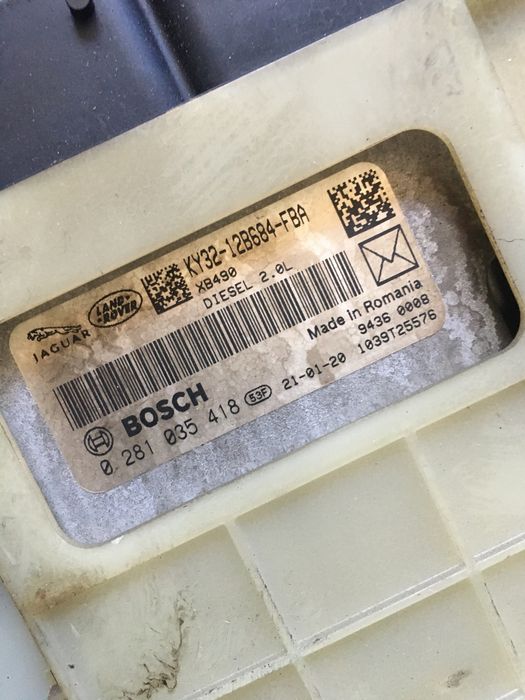 KY32-12B684-FBA
JAGUAR
LAND-
ROVER
X8490
DIESEL 2.0L
Made in Romania
9436 0008
BOSCH
0 281 035 418 53F 21-01-20 1039T25576